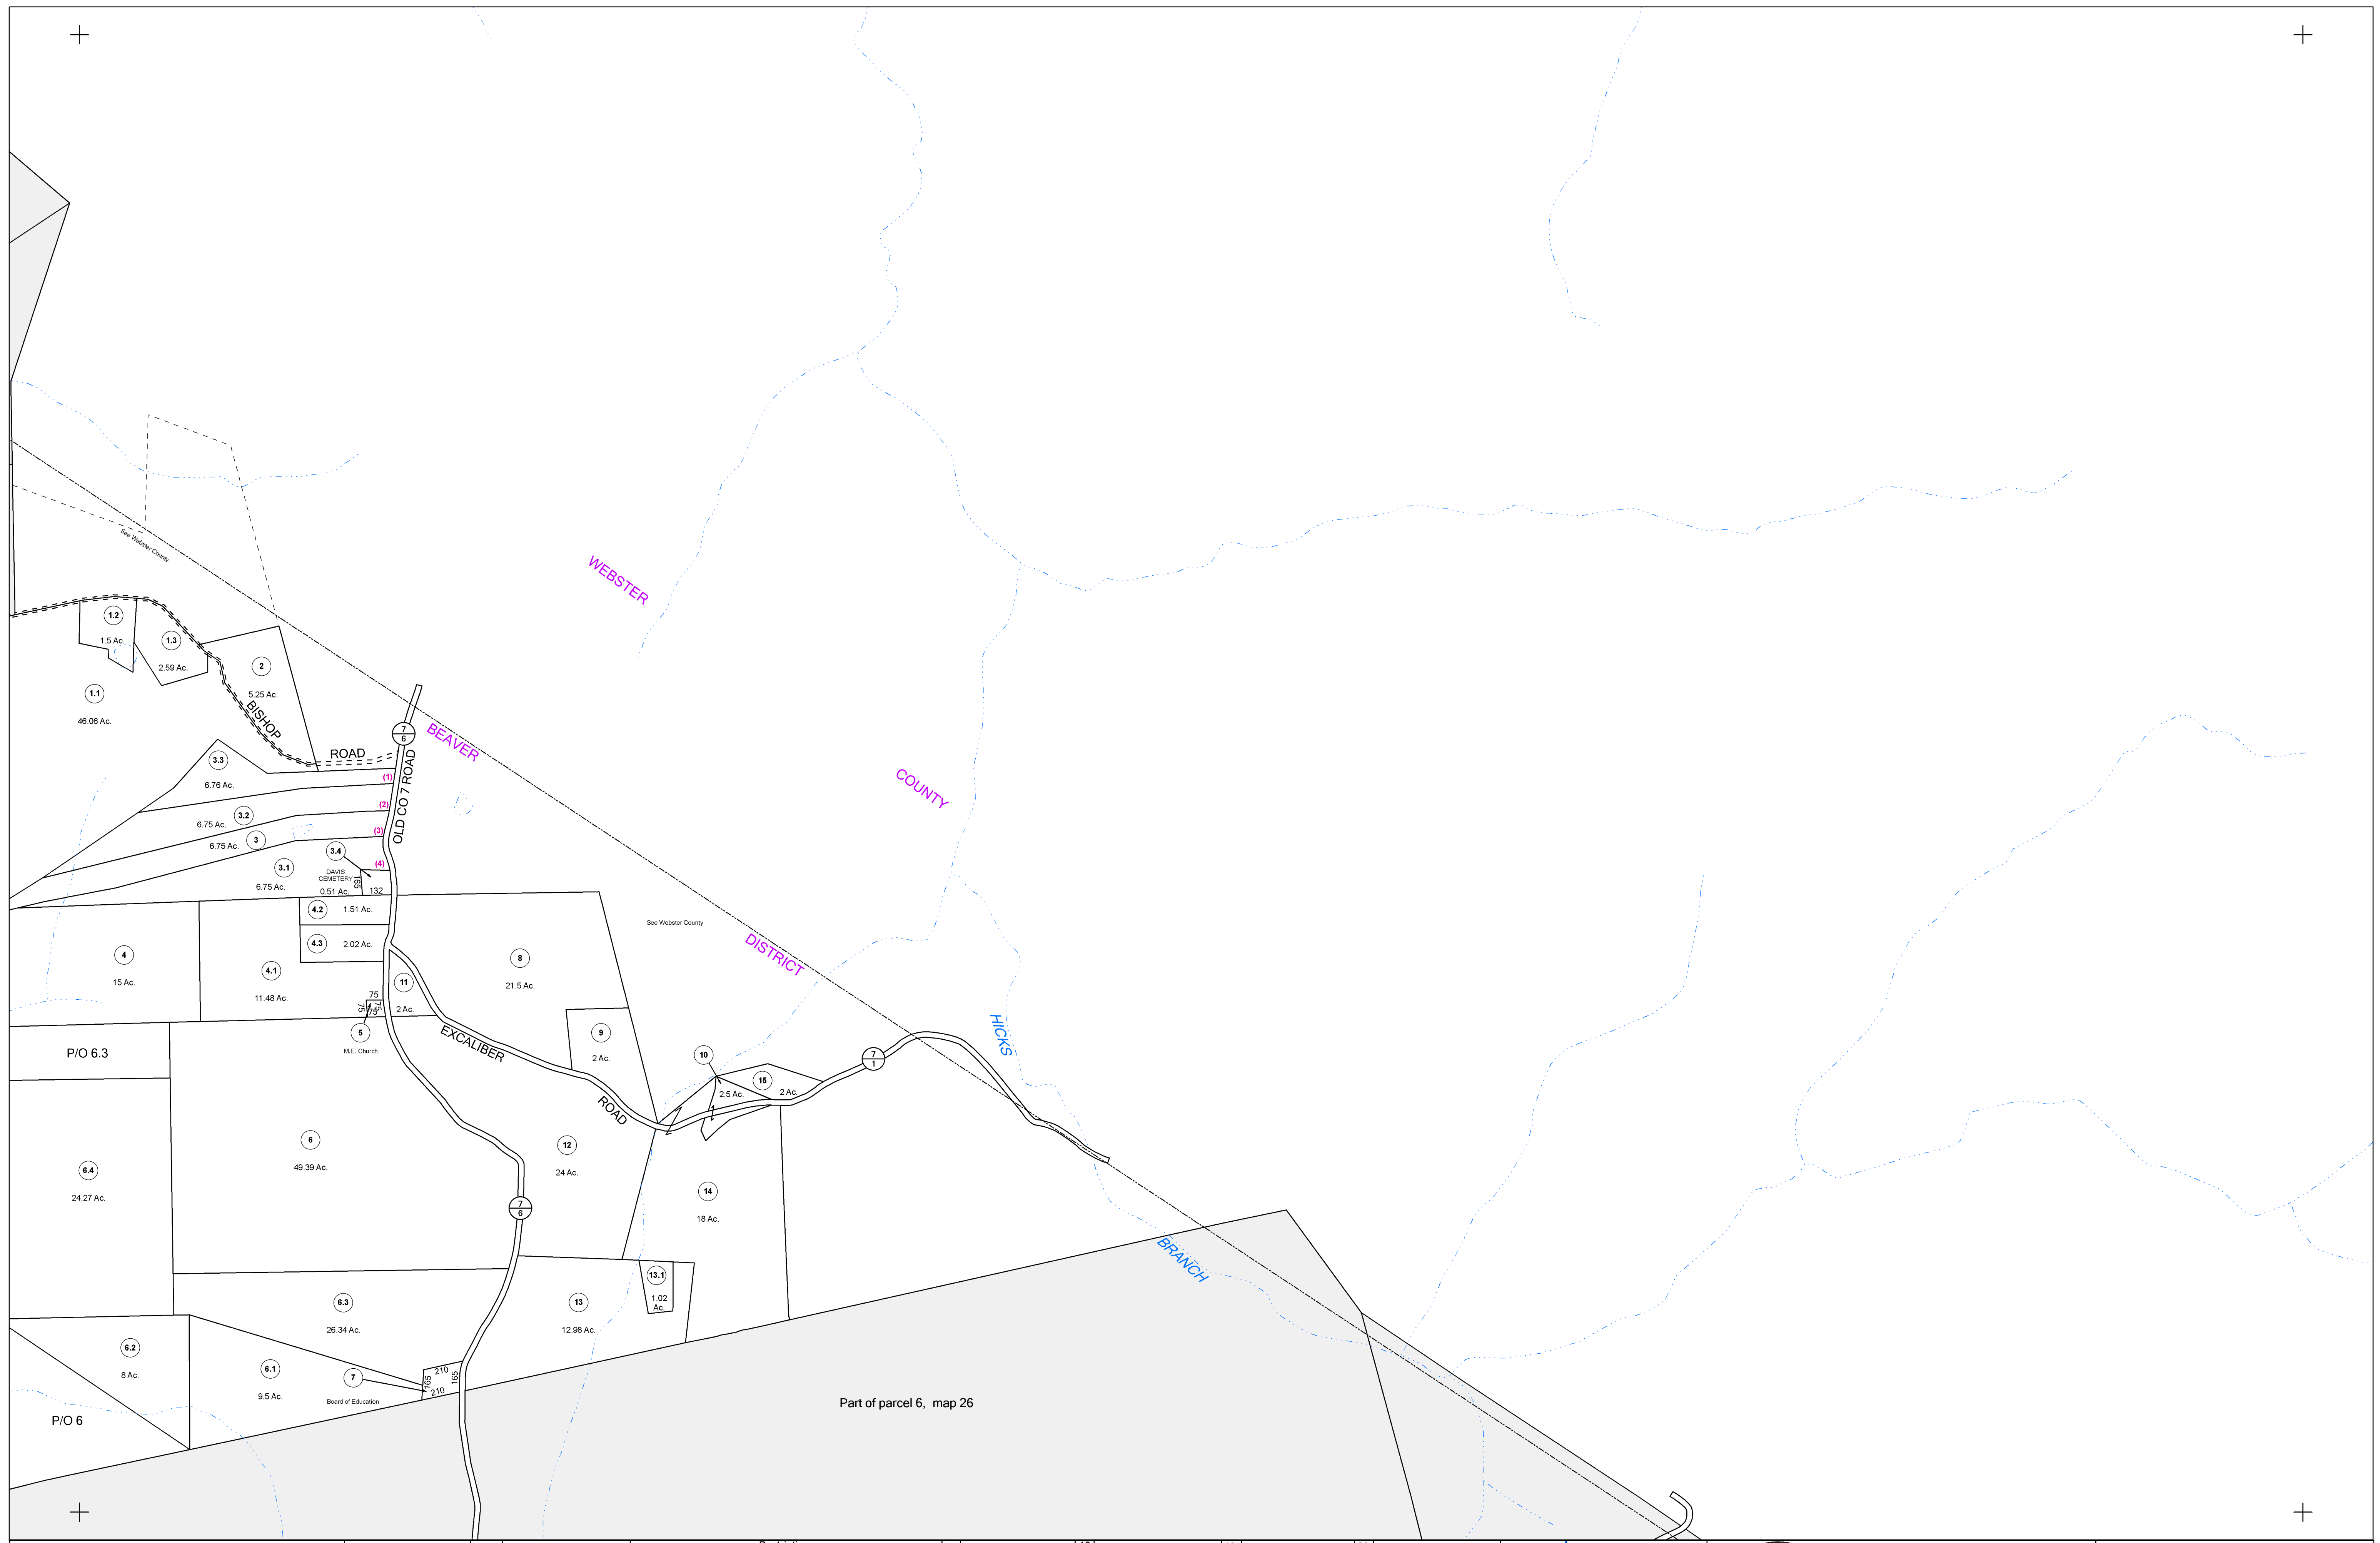 See Webster County
WEBSTER
1.2
1.5 Ac.
1.3
2.59 Ac.
2
5.25 Ac.
1.1
46.06 Ac.
BISHOP
ROAD
7
6
OLD CO 7 ROAD
BEAVER
COUNTY
3.3
6.76 Ac.
(1)
(2)
3.2
6.75 Ac.
(3)
3
6.75 Ac.
3.4
(4)
3.1
6.75 Ac.
DAVIS
CEMETERY
165
0.51 Ac.
132
4.2
1.51 Ac.
See Webster County
DISTRICT
4.3
2.02 Ac.
4
15 Ac.
4.1
11.48 Ac.
8
21.5 Ac.
11
2 Ac.
75
75
75
75
5
M.E. Church
EXCALIBER
ROAD
9
2 Ac.
10
2.5 Ac.
15
2 Ac.
7
1
HICKS
BRANCH
P/O 6.3
6
49.39 Ac.
12
24 Ac.
6.4
24.27 Ac.
7
6
14
18 Ac.
13.1
1.02
Ac.
6.3
26.34 Ac.
13
12.98 Ac.
6.2
8 Ac.
6.1
9.5 Ac.
7
Board of Education
210
165
165
210
P/O 6
Part of parcel 6, map 26